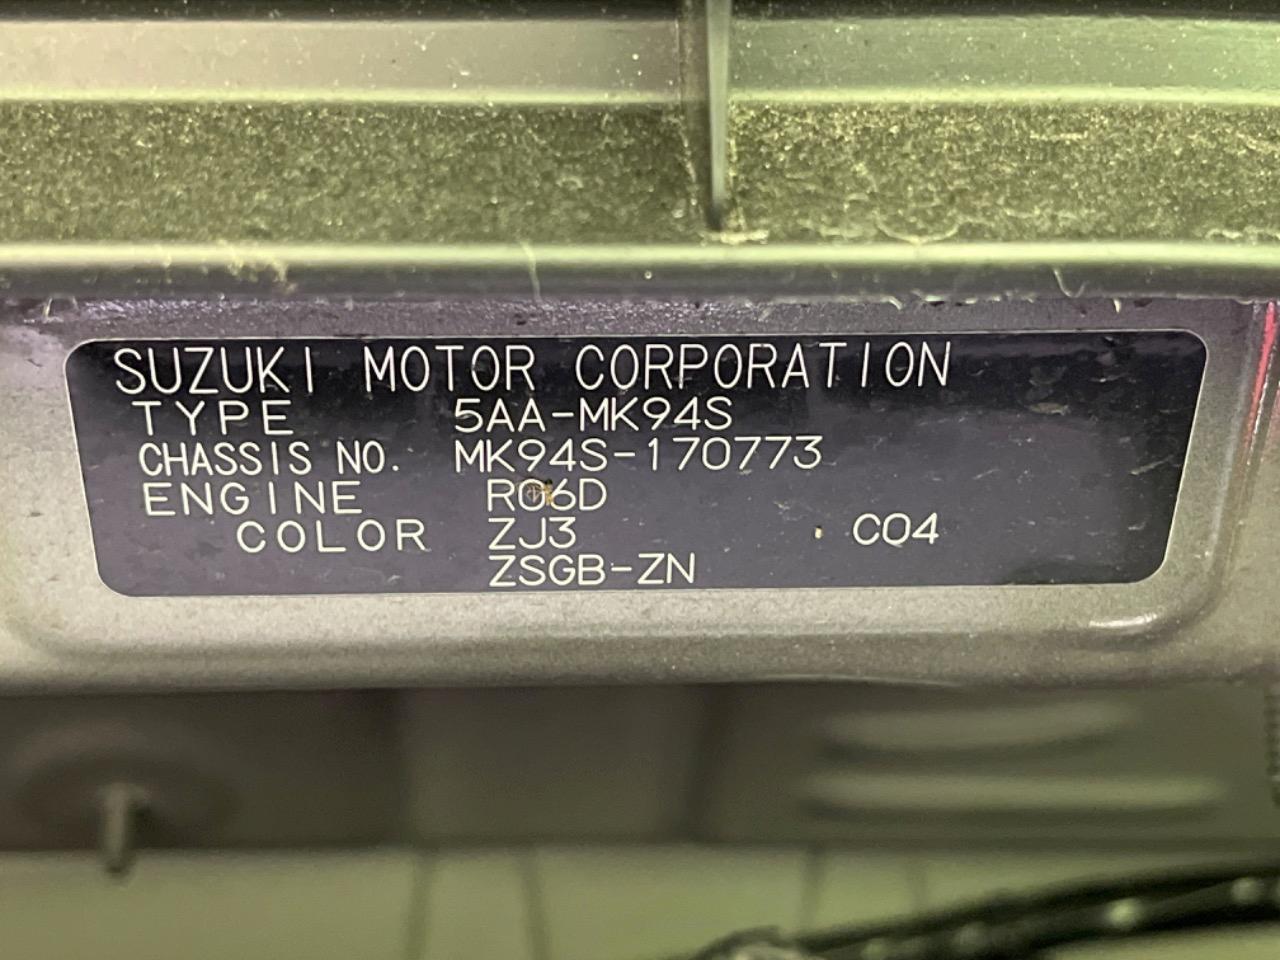 SUZUKI MOTOR CORPORATION
TYPE 5AA-MK94S
CHASSIS NO. MK94S-170773
ENGINE R06D
COLOR ZJ3 C04
ZSGB-ZN